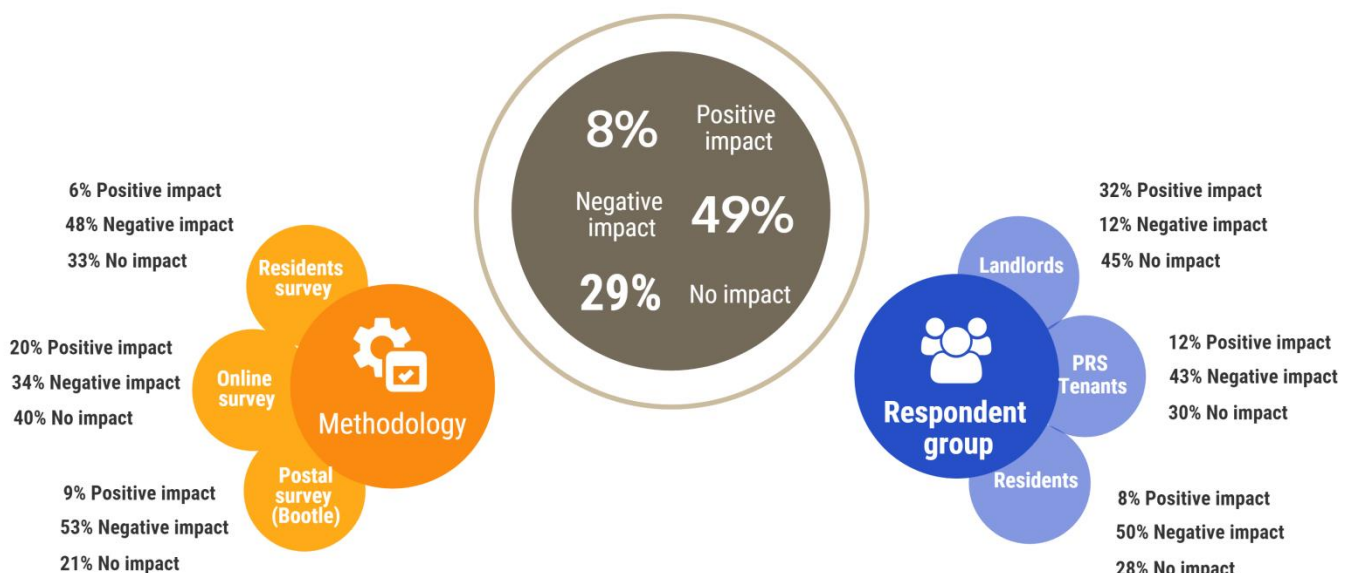 8% Positive
impact
Negative
impact 49%
29% No impact
6% Positive impact
48% Negative impact
33% No impact
Residents
survey
20% Positive impact
34% Negative impact
40% No impact
Online
survey
9% Positive impact
53% Negative impact
21% No impact
Postal
survey
(Bootle)
Methodology
32% Positive impact
12% Negative impact
45% No impact
Landlords
12% Positive impact
43% Negative impact
30% No impact
PRS
Tenants
Respondent
group
Residents
8% Positive impact
50% Negative impact
28% No impact